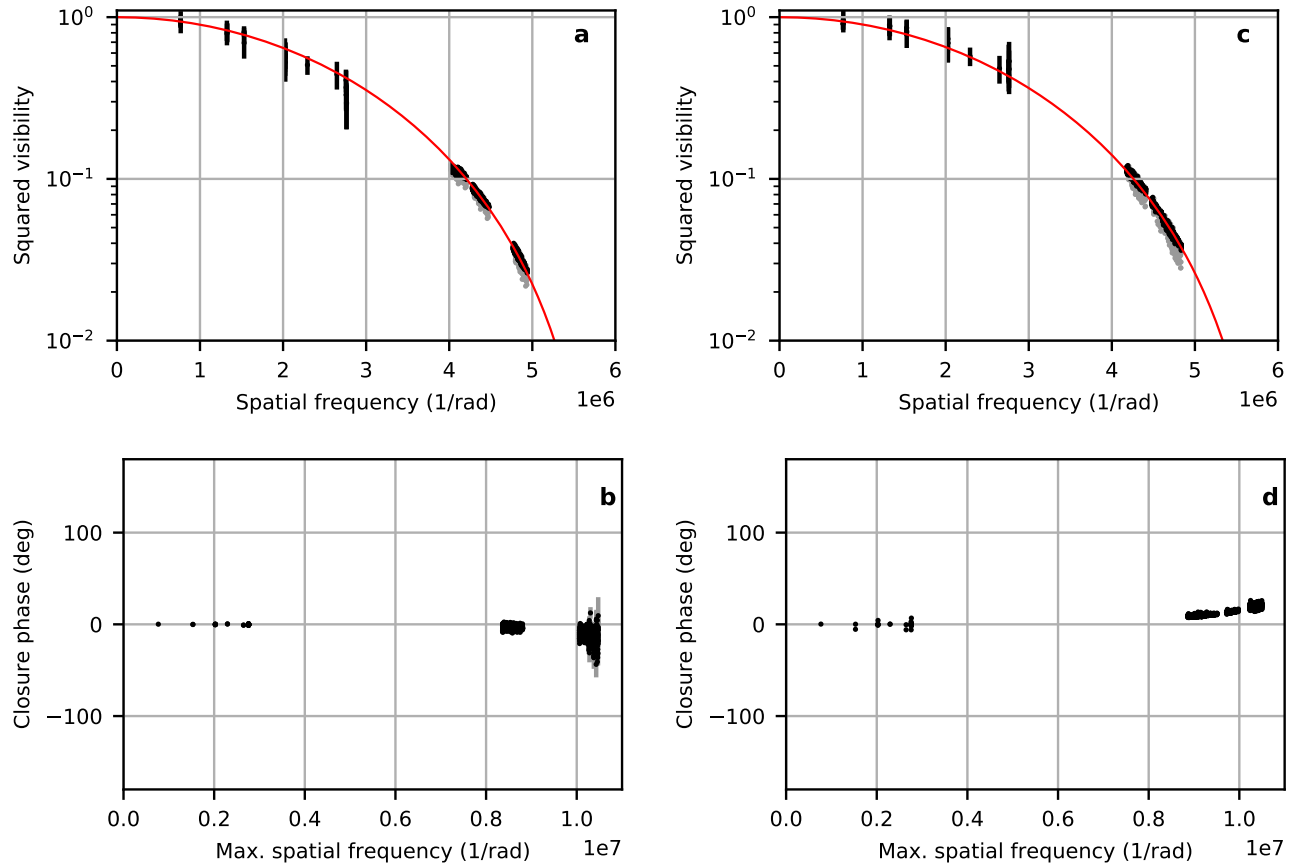 10⁰
10⁻¹
10⁻²
Squared visibility
a
0 1 2 3 4 5 6
Spatial frequency (1/rad)
1e6
10⁰
10⁻¹
10⁻²
Squared visibility
c
0 1 2 3 4 5 6
Spatial frequency (1/rad)
1e6
100
0
−100
Closure phase (deg)
b
0.0 0.2 0.4 0.6 0.8 1.0
Max. spatial frequency (1/rad)
1e7
100
0
−100
Closure phase (deg)
d
0.0 0.2 0.4 0.6 0.8 1.0
Max. spatial frequency (1/rad)
1e7